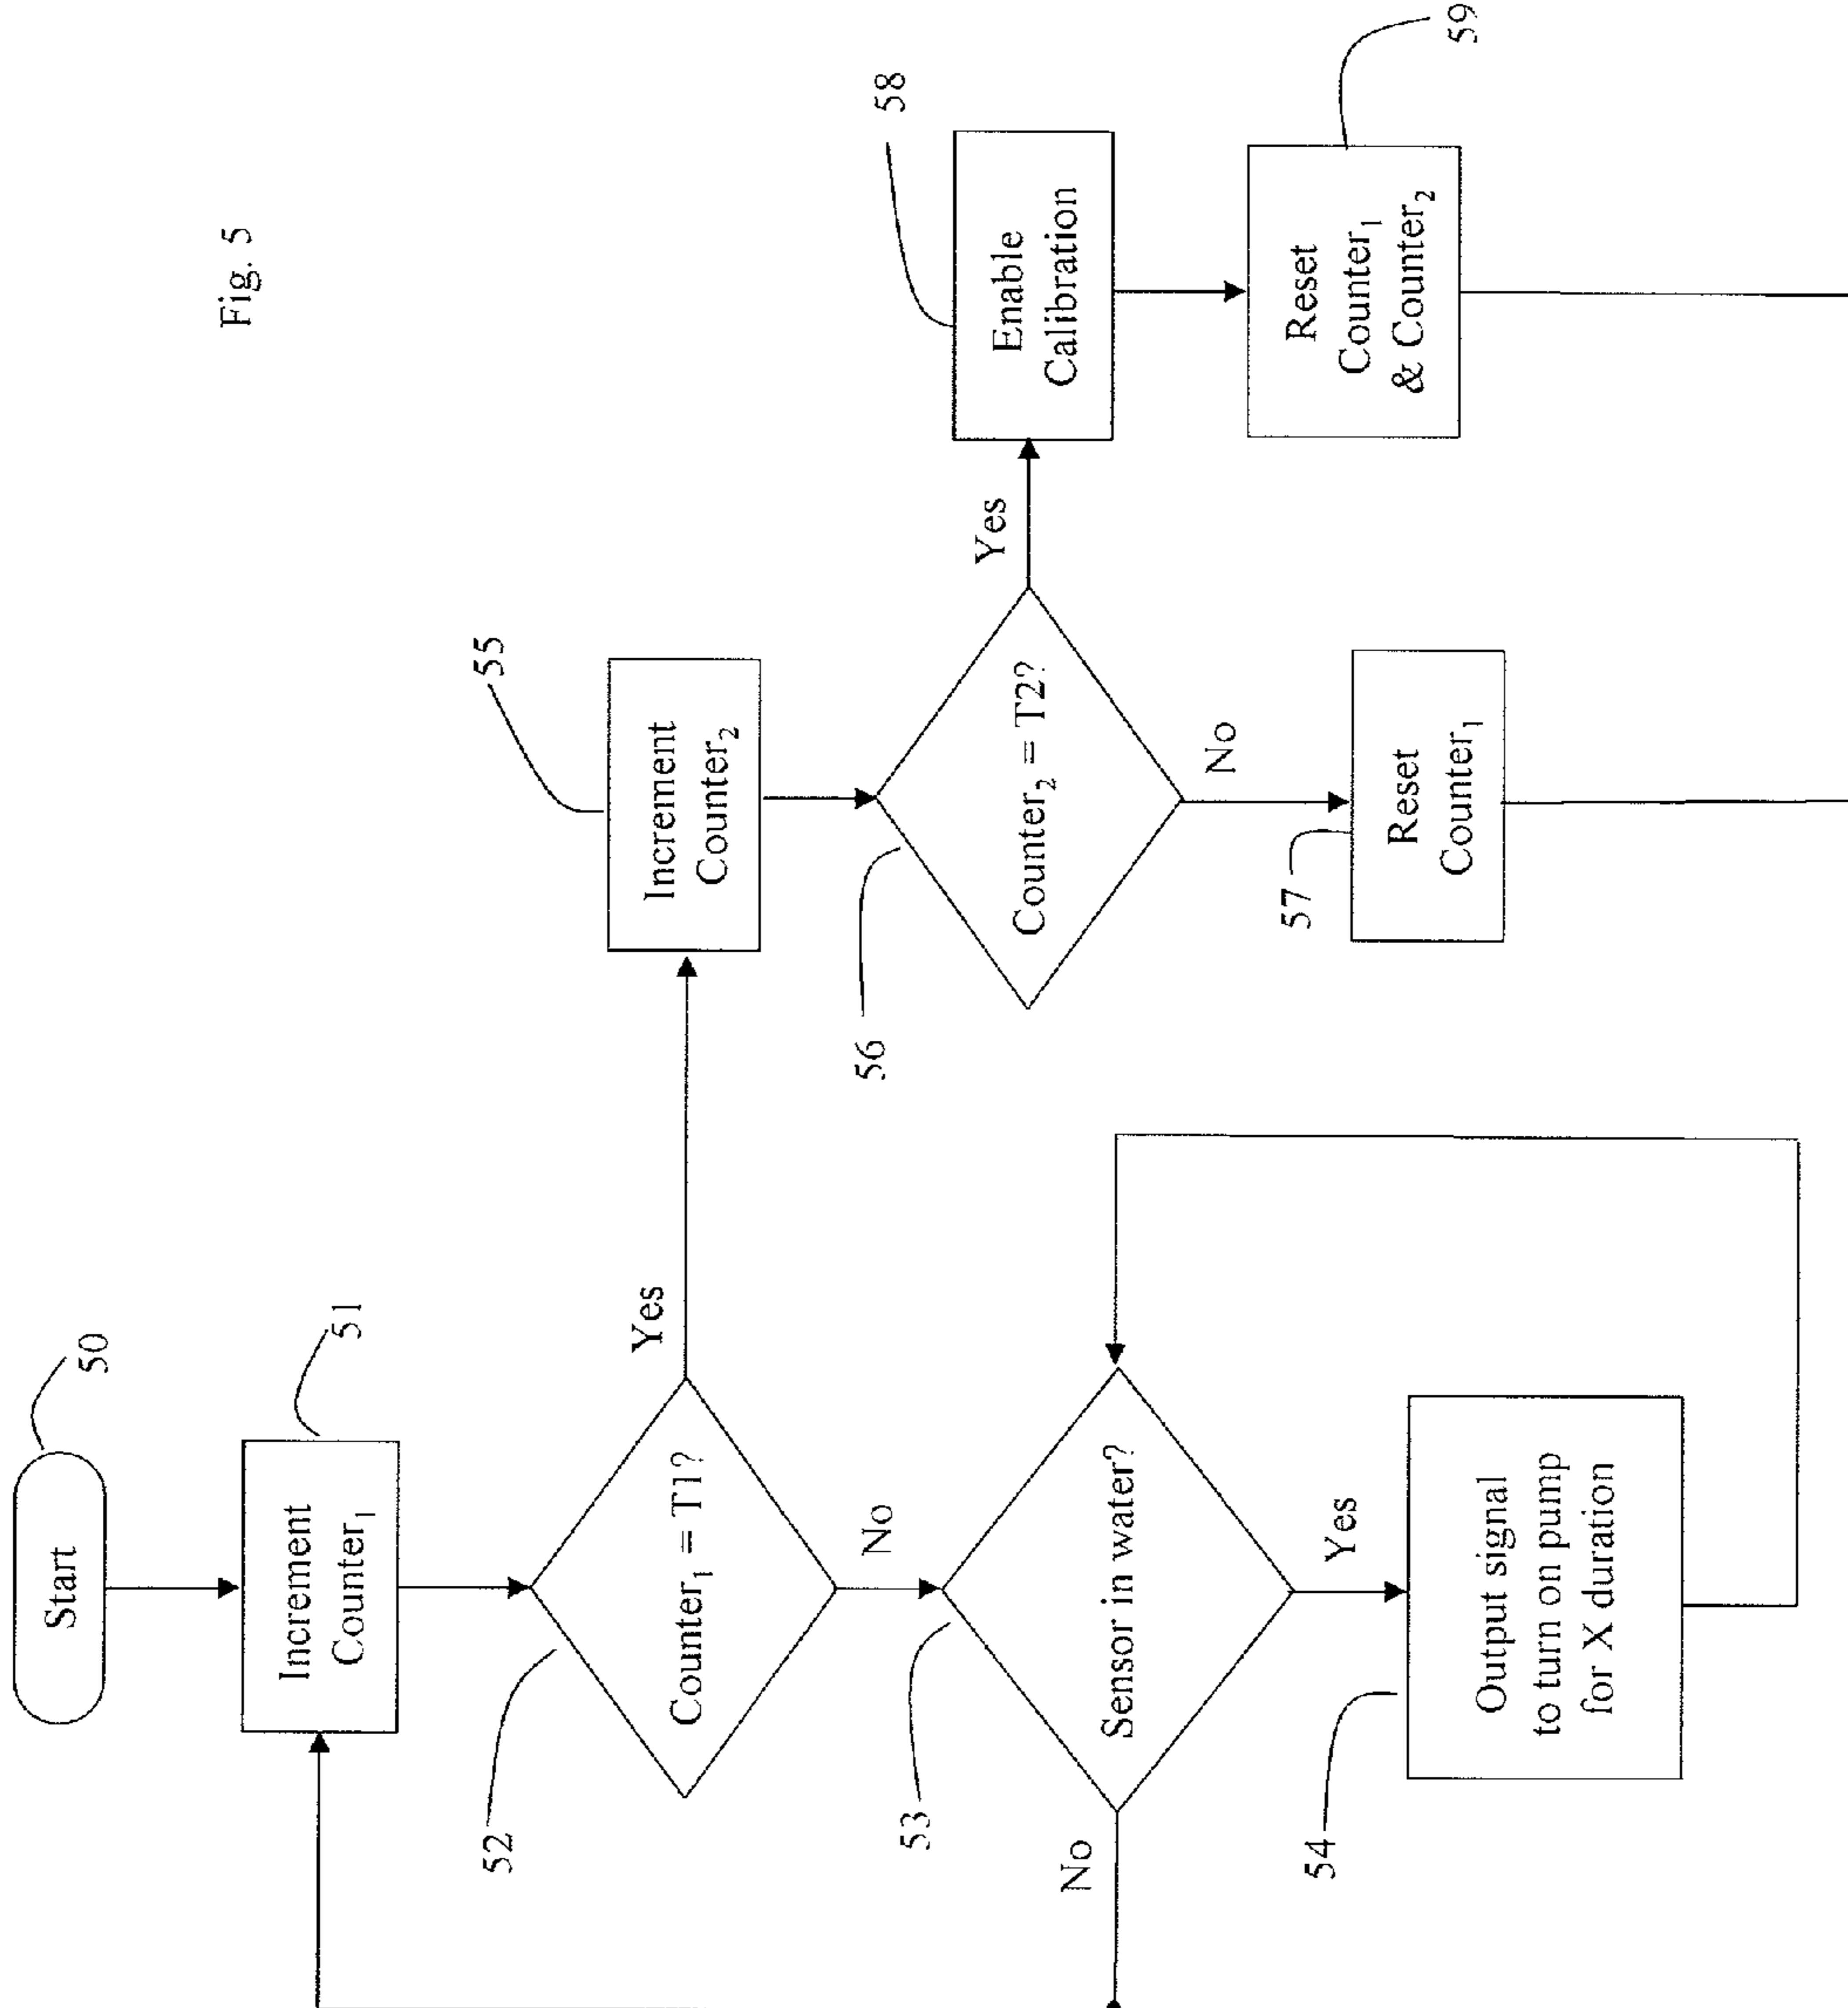 Fig. 5
Start
50
Increment
Counter₁
51
Counter₁ = T1?
52
Yes
No
Sensor in water?
53
No
Yes
Output signal
to turn on pump
for X duration
54
Increment
Counter₂
55
Counter₂ = T2?
56
Yes
No
Reset
Counter₁
57
Enable
Calibration
58
Reset
Counter₁
& Counter₂
59